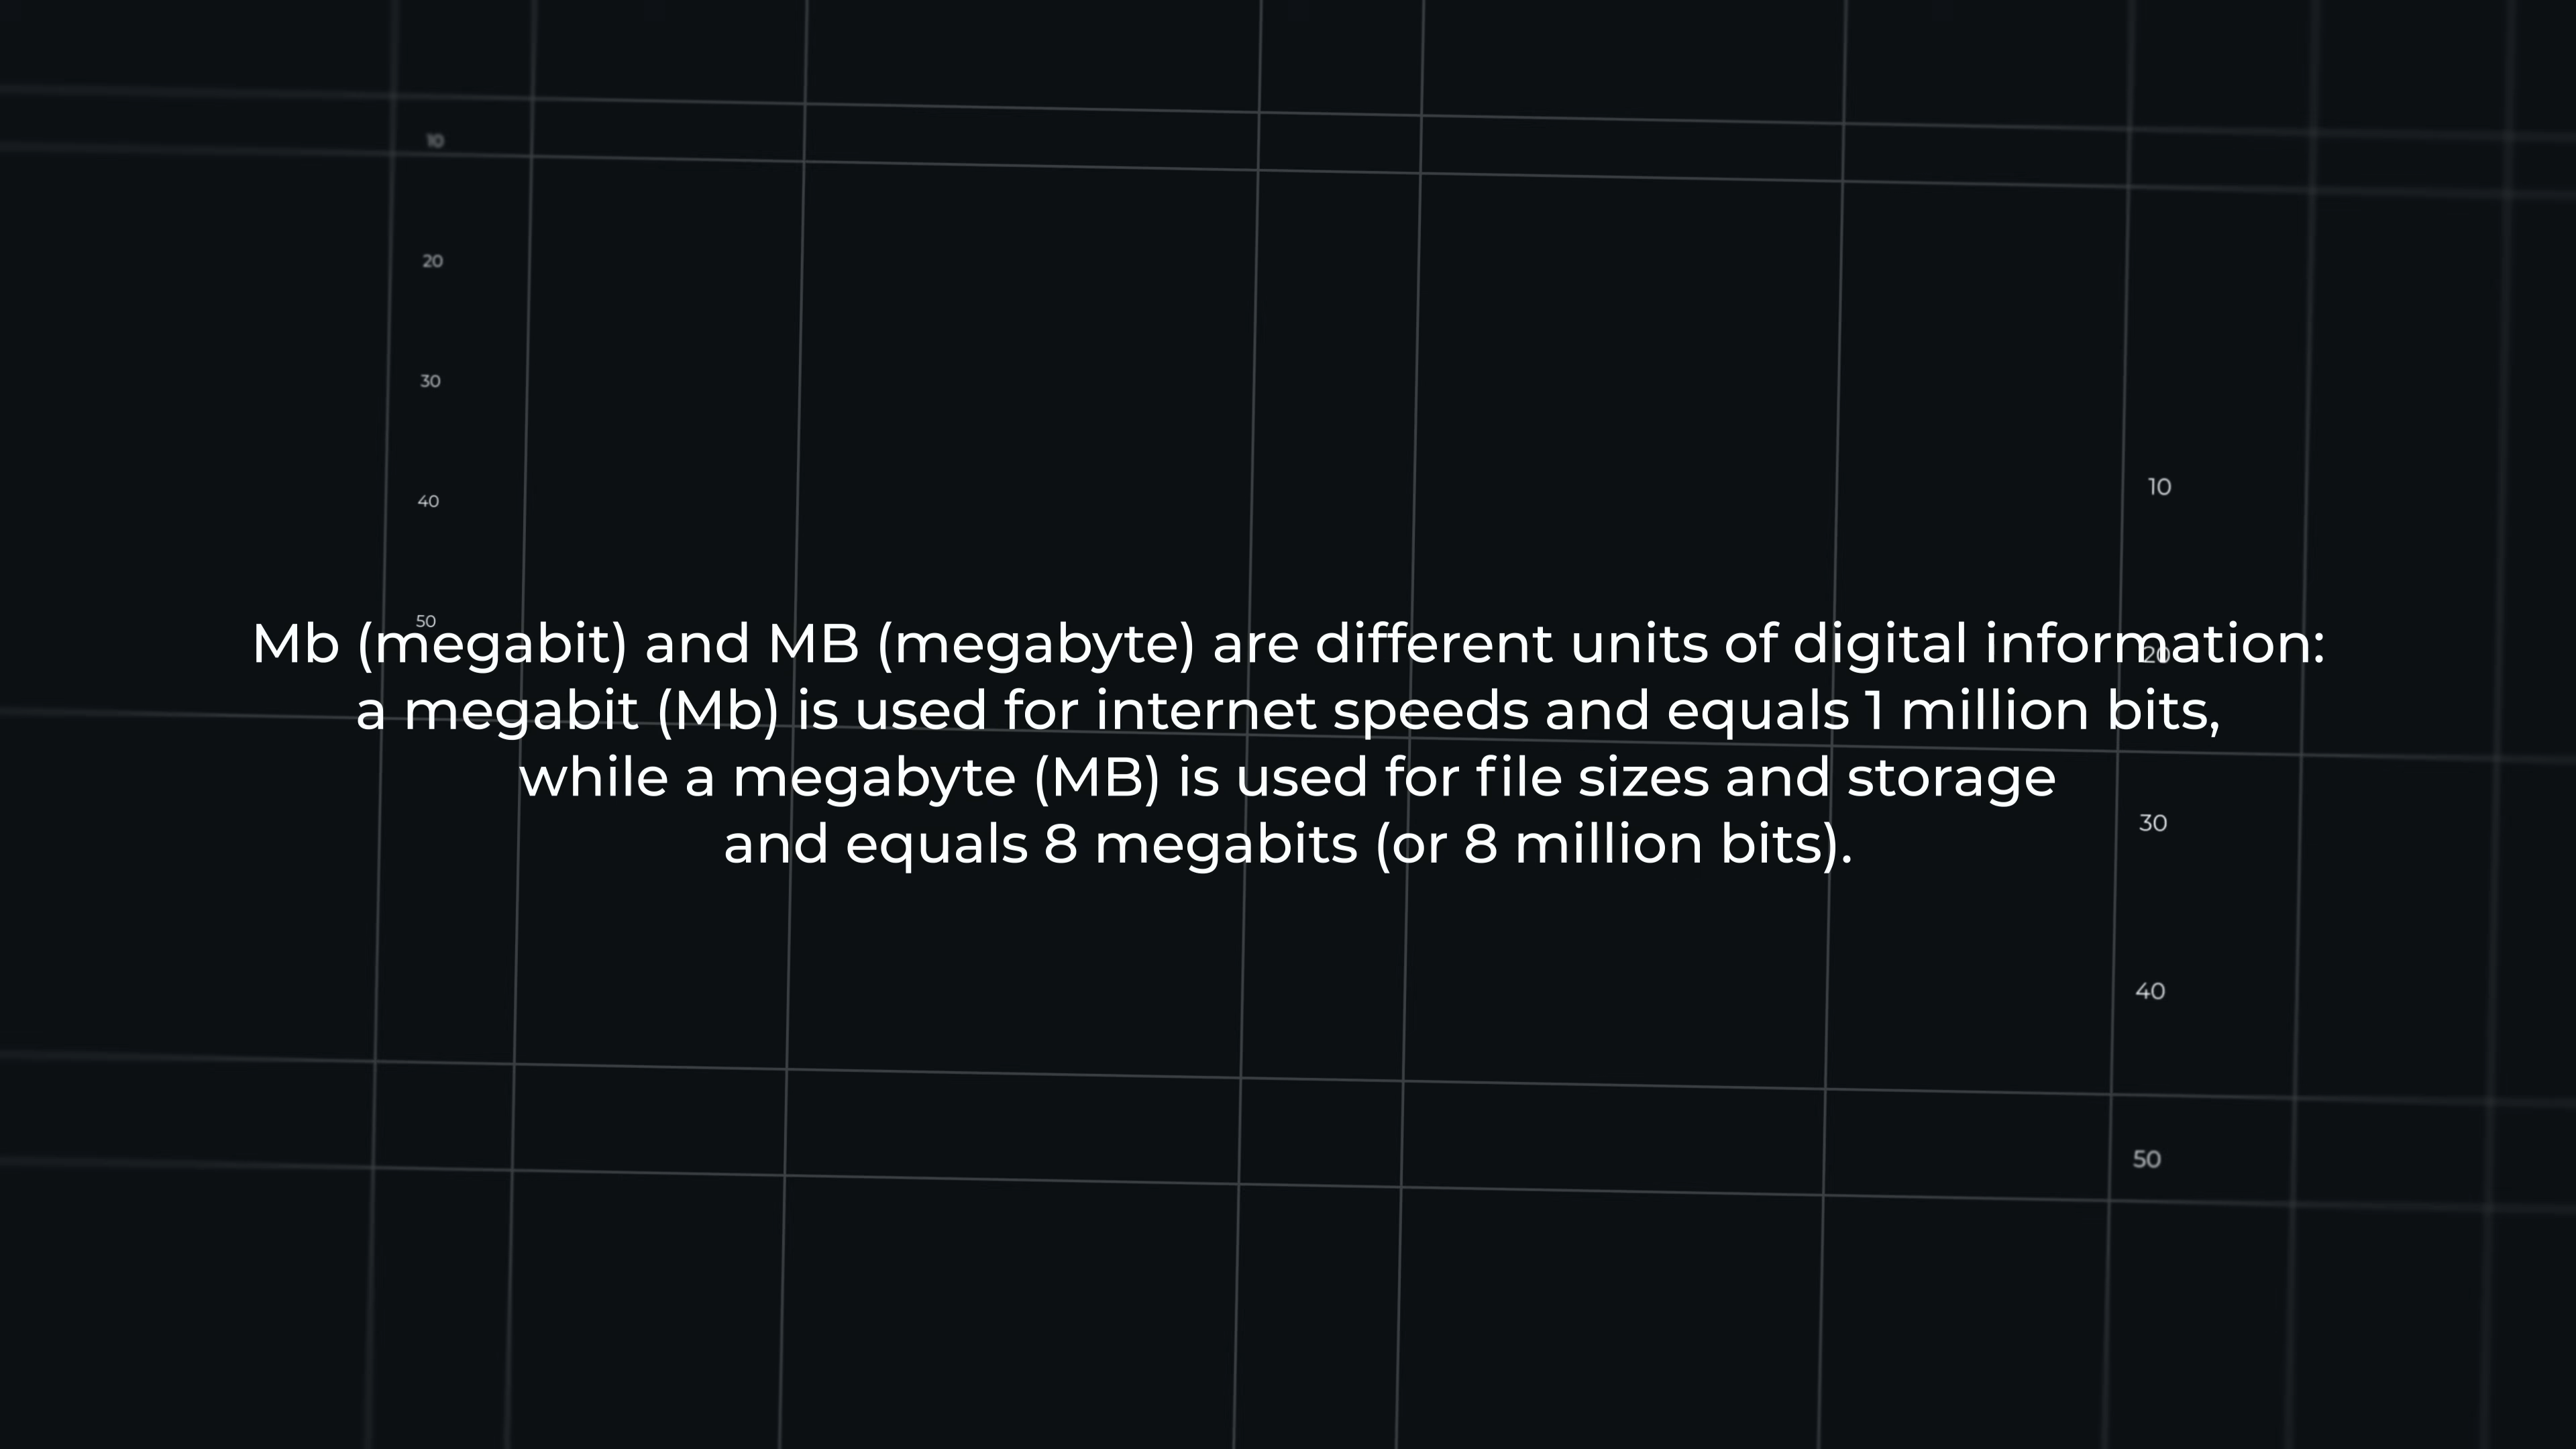 10
20
30
40
50
10
20
30
40
50
Mb (megabit) and MB (megabyte) are different units of digital information:
a megabit (Mb) is used for internet speeds and equals 1 million bits,
while a megabyte (MB) is used for file sizes and storage
and equals 8 megabits (or 8 million bits).